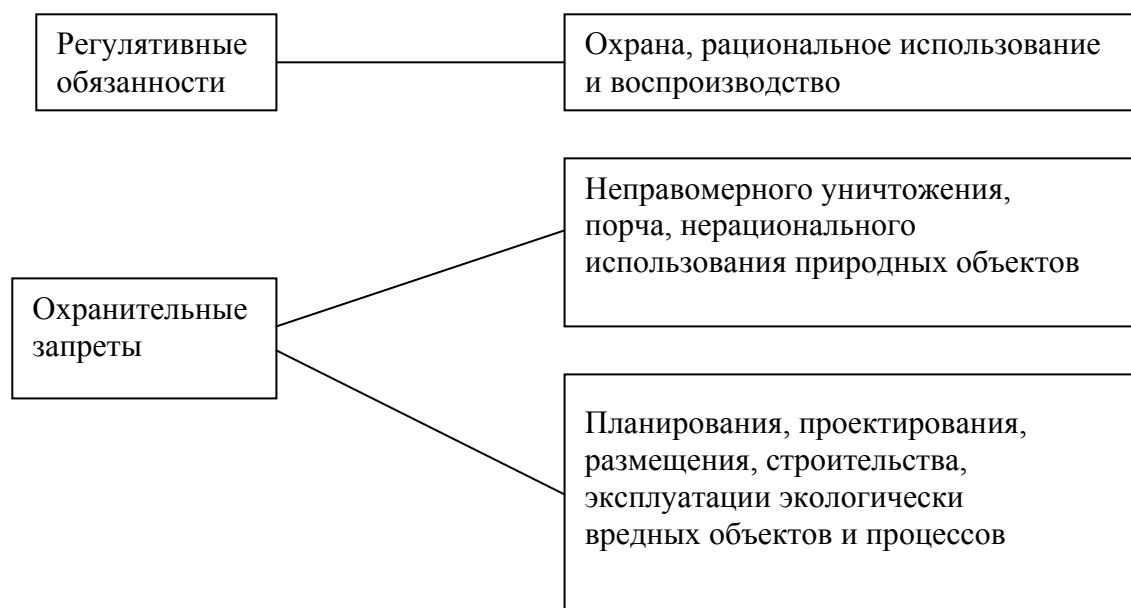 Регулятивные
обязанности
Охрана, рациональное использование
и воспроизводство
Неправомерного уничтожения,
порча, нерационального
использования природных объектов
Охранительные
запреты
Планирования, проектирования,
размещения, строительства,
эксплуатации экологически
вредных объектов и процессов